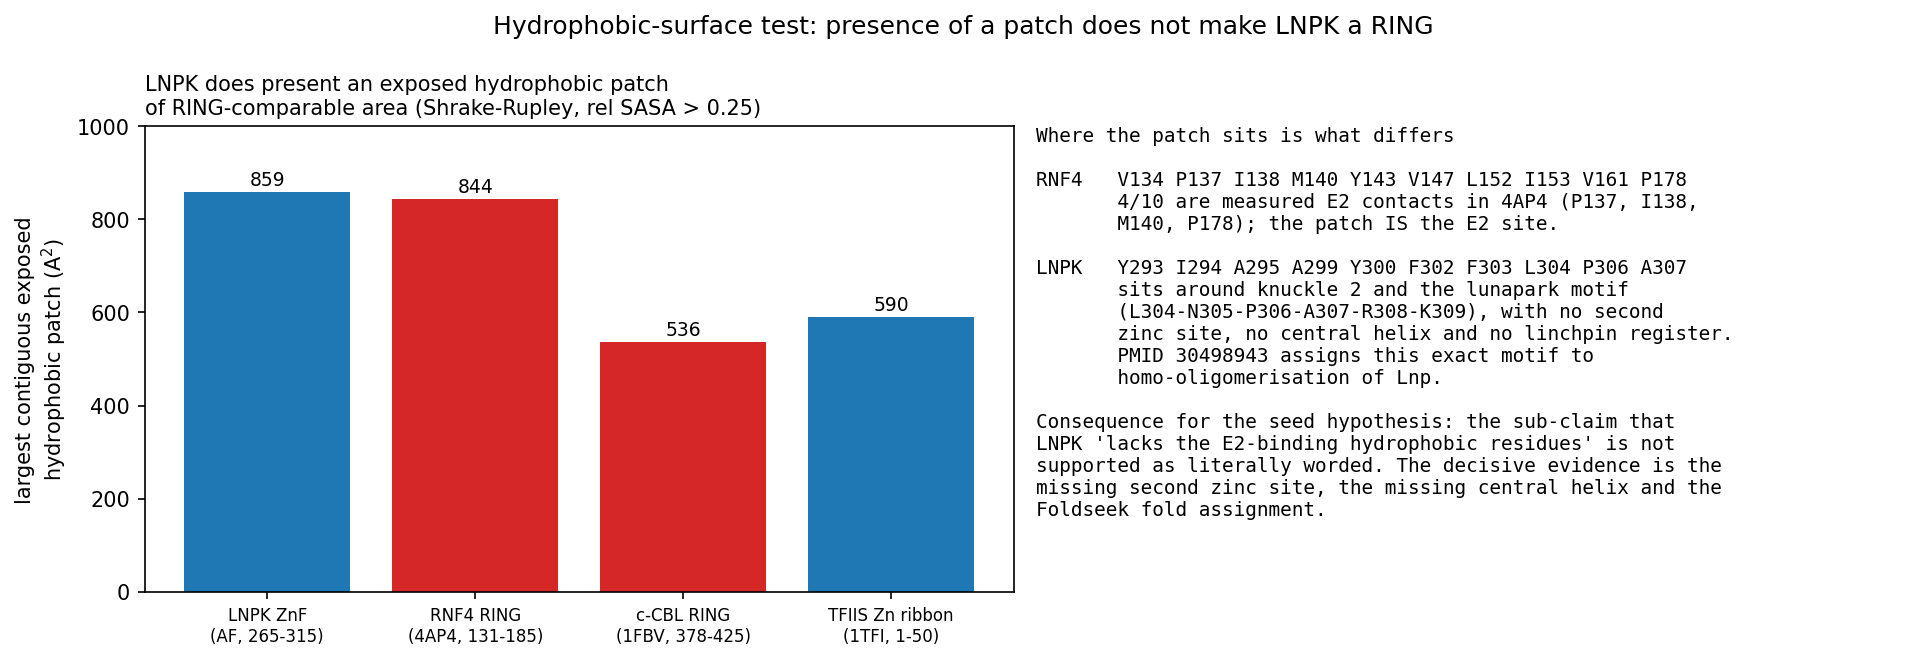 Hydrophobic-surface test: presence of a patch does not make LNPK a RING
LNPK does present an exposed hydrophobic patch
of RING-comparable area (Shrake-Rupley, rel SASA > 0.25)
largest contiguous exposed
hydrophobic patch (A²)
1000
800
600
400
200
0
859
844
536
590
LNPK ZnF
(AF, 265-315)
RNF4 RING
(4AP4, 131-185)
c-CBL RING
(1FBV, 378-425)
TFIIS Zn ribbon
(1TFI, 1-50)
Where the patch sits is what differs
RNF4   V134 P137 I138 M140 Y143 V147 L152 I153 V161 P178
4/10 are measured E2 contacts in 4AP4 (P137, I138,
M140, P178); the patch IS the E2 site.
LNPK   Y293 I294 A295 A299 Y300 F302 F303 L304 P306 A307
sits around knuckle 2 and the lunapark motif
(L304-N305-P306-A307-R308-K309), with no second
zinc site, no central helix and no linchpin register.
PMID 30498943 assigns this exact motif to
homo-oligomerisation of Lnp.
Consequence for the seed hypothesis: the sub-claim that
LNPK 'lacks the E2-binding hydrophobic residues' is not
supported as literally worded. The decisive evidence is the
missing second zinc site, the missing central helix and the
Foldseek fold assignment.